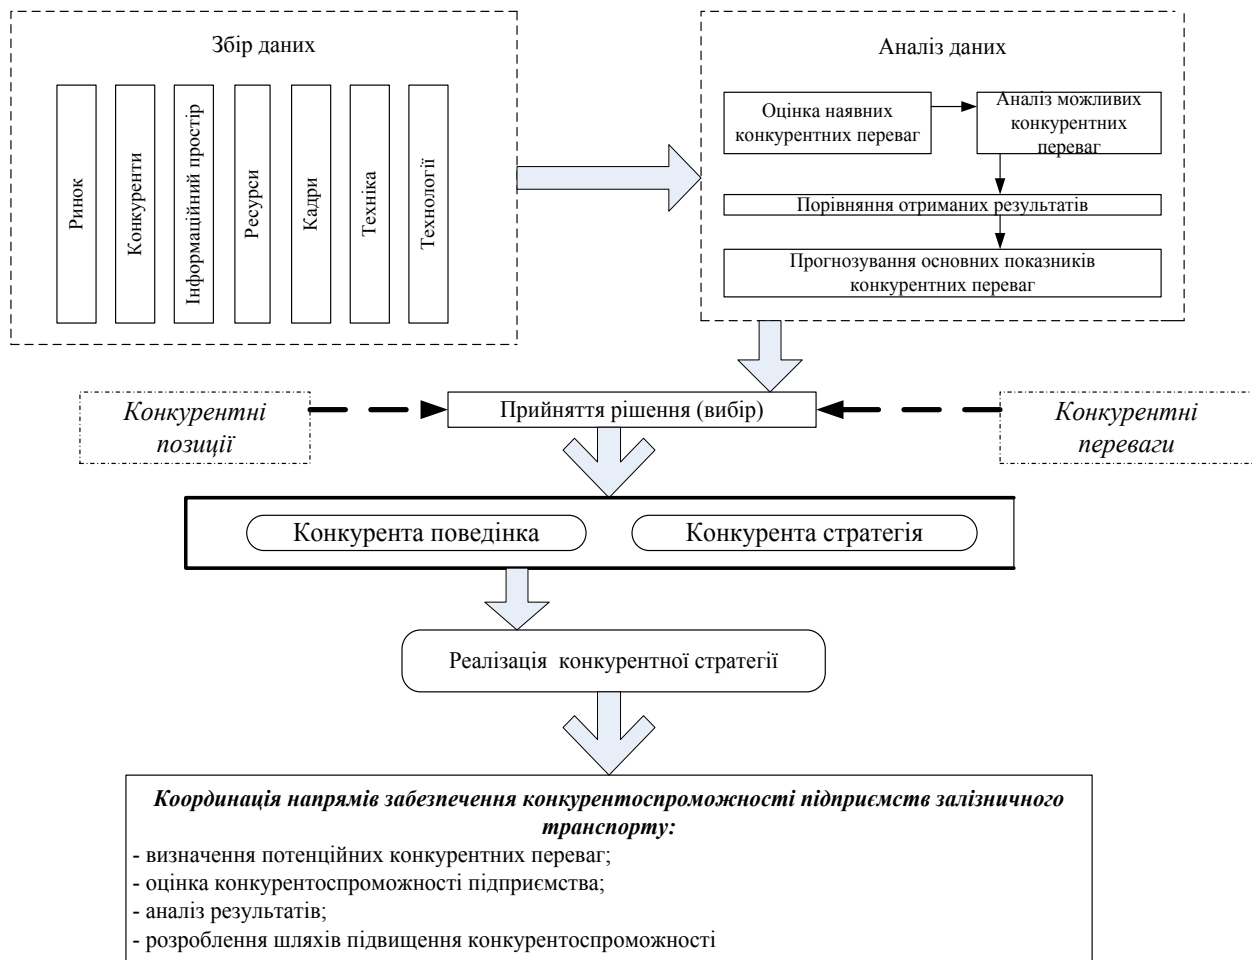 Збір даних
Ринок
Конкуренти
Інформаційний простір
Ресурси
Кадри
Техніка
Технології
Аналіз даних
Оцінка наявних
конкурентних переваг
Аналіз можливих
конкурентних
переваг
Порівняння отриманих результатів
Прогнозування основних показників
конкурентних переваг
Конкурентні
позиції
Прийняття рішення (вибір)
Конкурентні
переваги
Конкурента поведінка
Конкурента стратегія
Реалізація конкурентної стратегії
Координація напрямів забезпечення конкурентоспроможності підприємств залізничного
транспорту:
- визначення потенційних конкурентних переваг;
- оцінка конкурентоспроможності підприємства;
- аналіз результатів;
- розроблення шляхів підвищення конкурентоспроможності